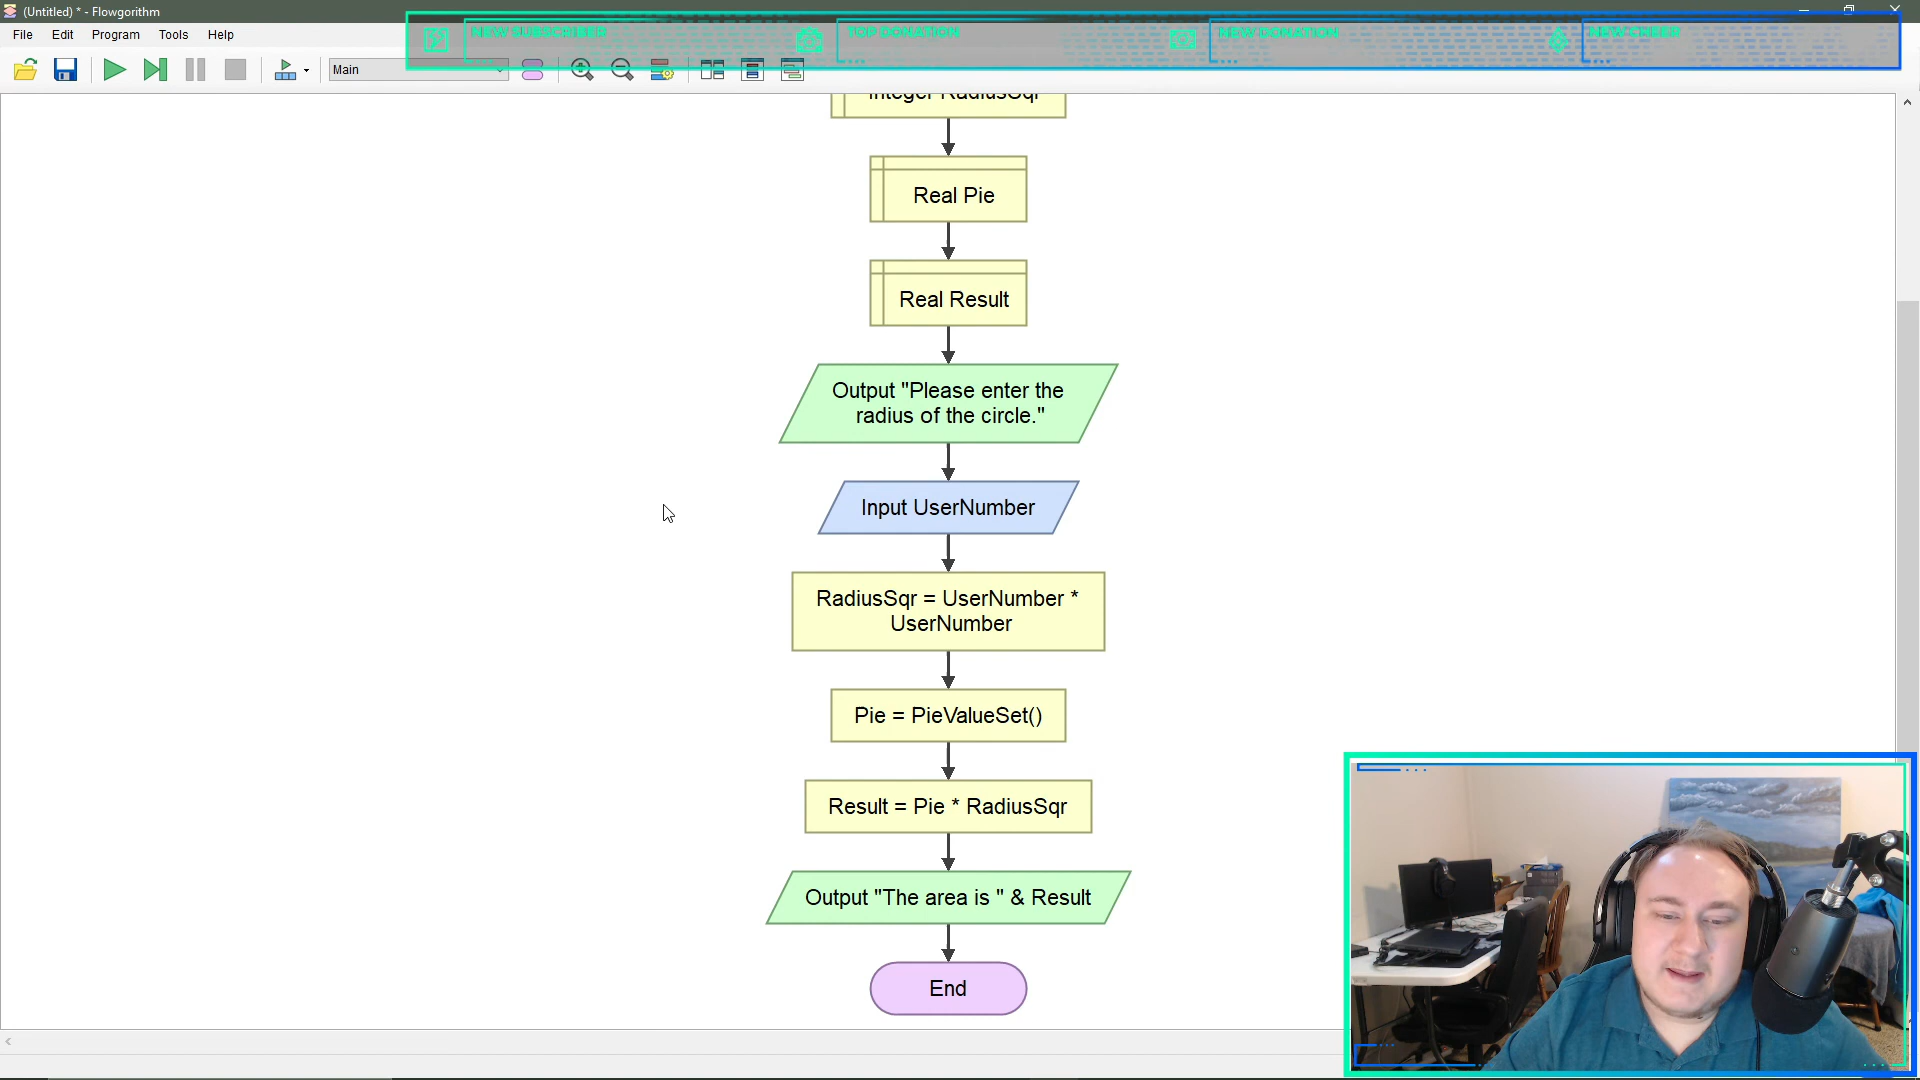 (Untitled) * - Flowgorithm
File Edit Program Tools Help
NEW SUBSCRIBER
TOP DONATION
NEW DONATION
NEW CHEER
Main
Integer RadiusSqr
Real Pie
Real Result
Output "Please enter the
radius of the circle."
Input UserNumber
RadiusSqr = UserNumber *
UserNumber
Pie = PieValueSet()
Result = Pie * RadiusSqr
Output "The area is " & Result
End